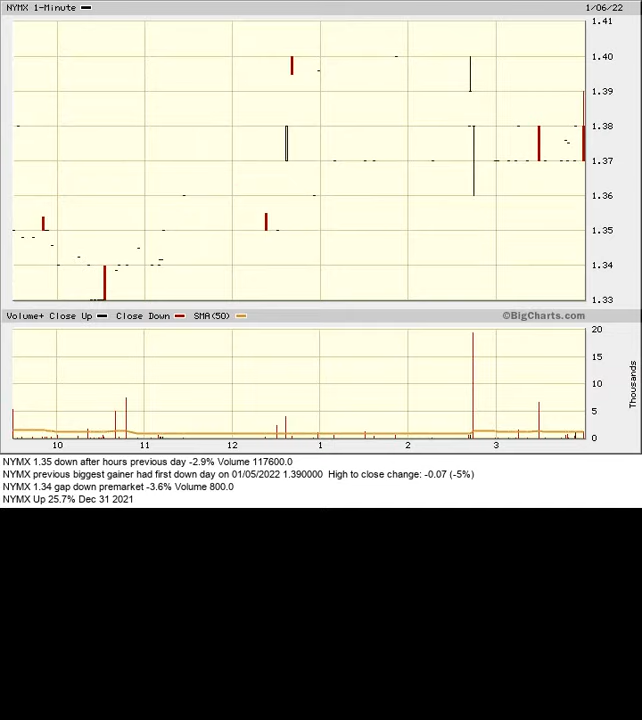 NYMX 1-Minute 1/06/22
1.41
1.40
1.39
1.38
1.37
1.36
1.35
1.34
1.33
Volume+ Close Up Close Down SMA(50) ©BigCharts.com
20
15
10
5
0
Thousands
10 11 12 1 2 3
NYMX 1.35 down after hours previous day -2.9% Volume 117600.0
NYMX previous biggest gainer had first down day on 01/05/2022 1.390000 High to close change: -0.07 (-5%)
NYMX 1.34 gap down premarket -3.6% Volume 800.0
NYMX Up 25.7% Dec 31 2021